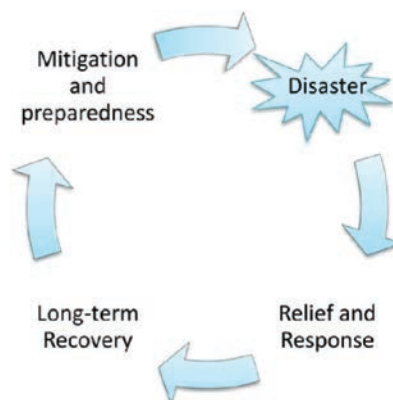 Mitigation
and
preparedness
Disaster
Relief and
Response
Long-term
Recovery